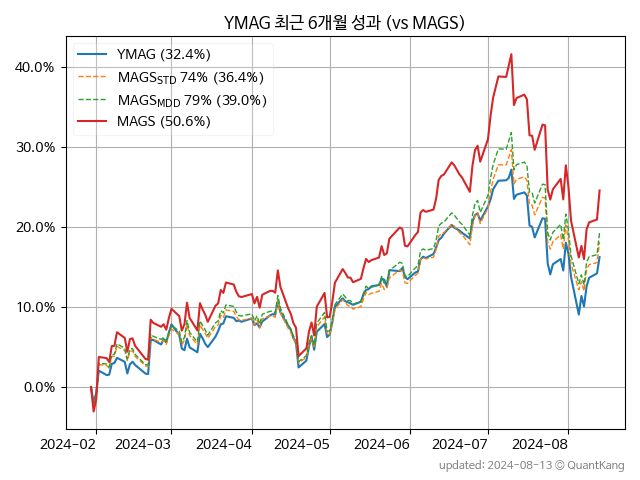 YMAG 최근 6개월 성과 (vs MAGS)
YMAG (32.4%)
MAGS_STD 74% (36.4%)
MAGS_MDD 79% (39.0%)
MAGS (50.6%)
40.0%
30.0%
20.0%
10.0%
0.0%
2024-02 2024-03 2024-04 2024-05 2024-06 2024-07 2024-08
updated: 2024-08-13 © QuantKang